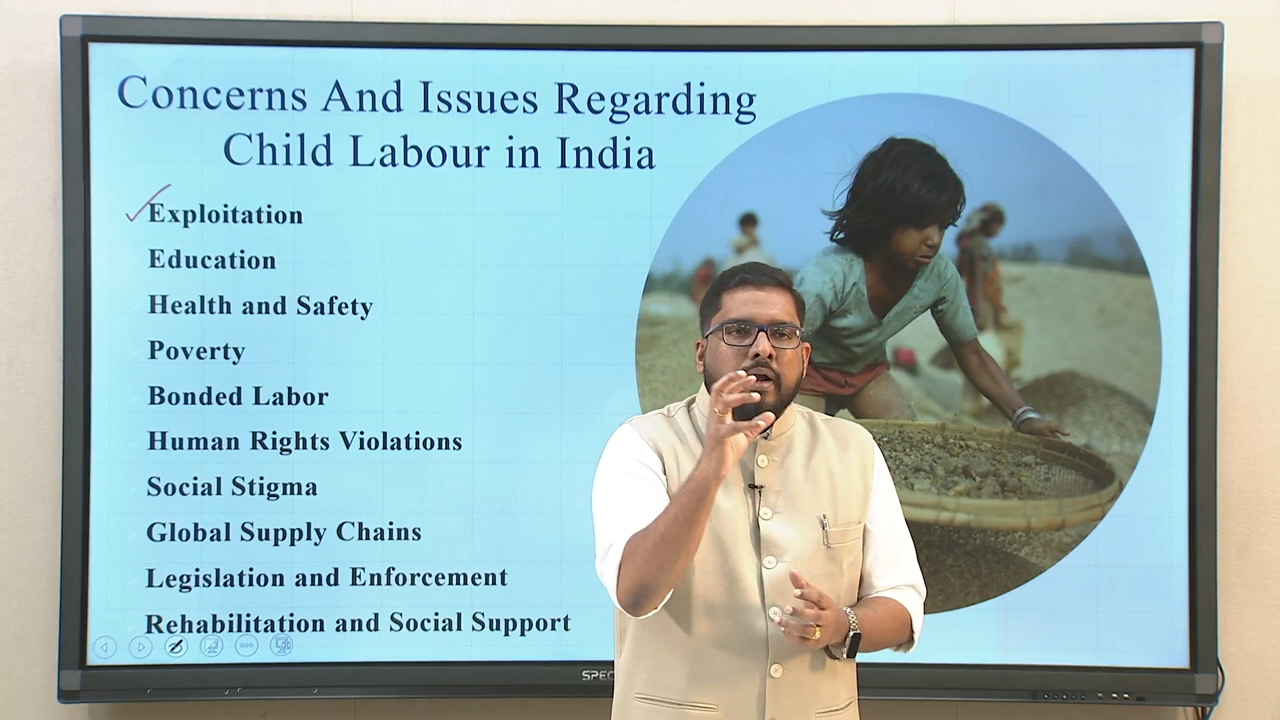 Concerns And Issues Regarding
Child Labour in India
Exploitation
Education
Health and Safety
Poverty
Bonded Labor
Human Rights Violations
Social Stigma
Global Supply Chains
Legislation and Enforcement
Rehabilitation and Social Support
SPEC